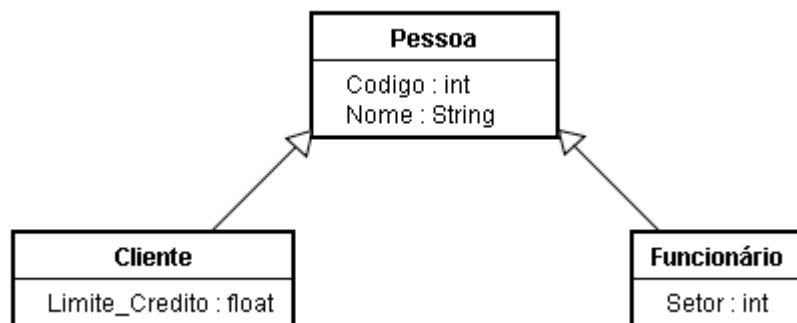 Pessoa
Codigo : int
Nome : String
Cliente
Limite_Credito : float
Funcionário
Setor : int